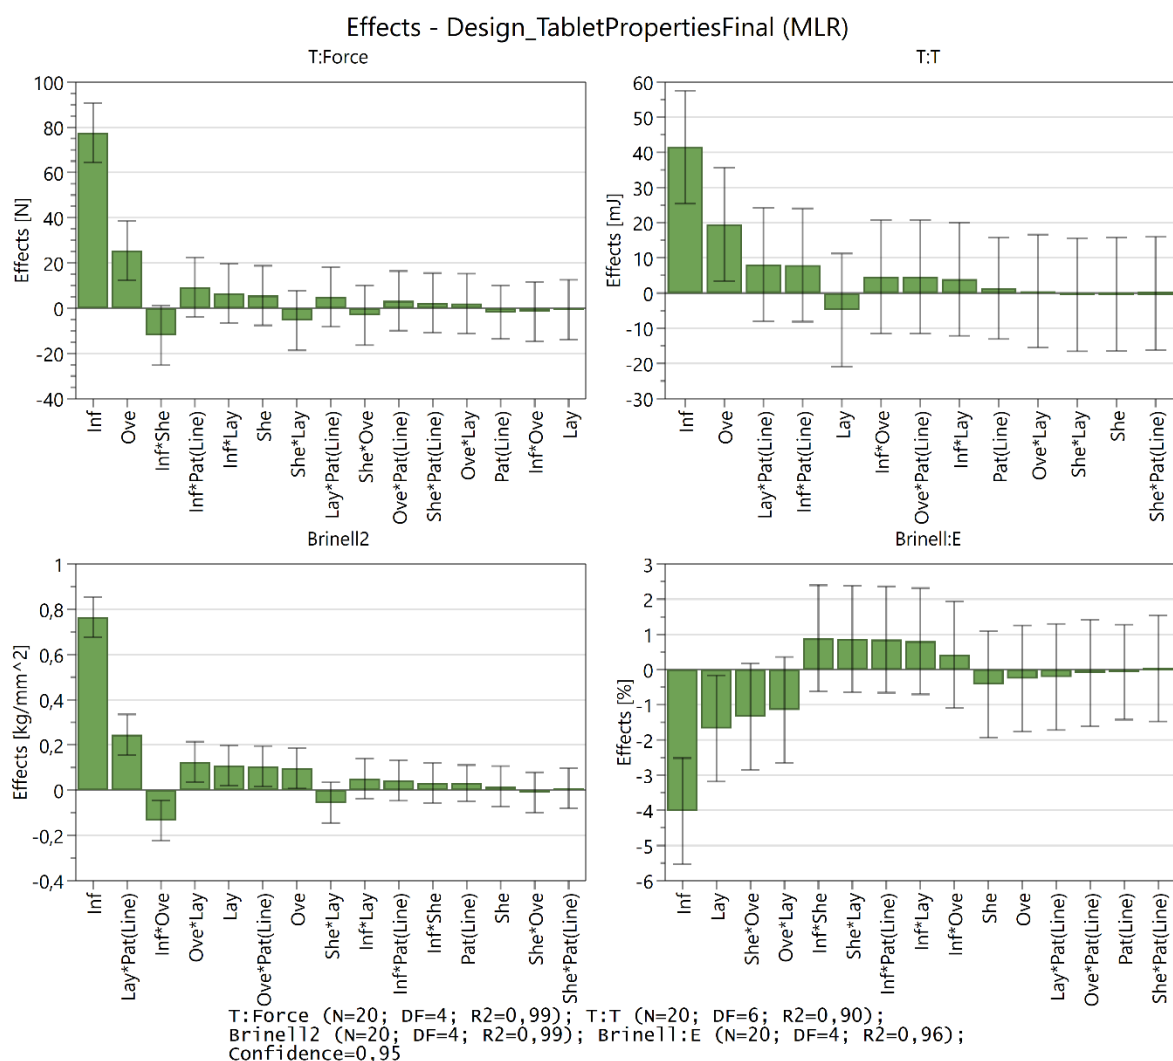 Effects - Design_TabletPropertiesFinal (MLR)
T:Force
Effects [N]
100
80
60
40
20
0
-20
-40
Inf
Ove
Inf*She
Inf*Pat(Line)
Inf*Lay
She
She*Lay
Lay*Pat(Line)
She*Ove
Ove*Pat(Line)
She*Pat(Line)
Ove*Lay
Pat(Line)
Inf*Ove
Lay
T:T
Effects [mJ]
60
50
40
30
20
10
0
-10
-20
-30
Inf
Ove
Lay*Pat(Line)
Inf*Pat(Line)
Lay
Inf*Ove
Ove*Pat(Line)
Inf*Lay
Pat(Line)
Ove*Lay
She*Lay
She
She*Pat(Line)
Brinell2
Effects [kg/mm^2]
1
0,8
0,6
0,4
0,2
0
-0,2
-0,4
Inf
Lay*Pat(Line)
Inf*Ove
Ove*Lay
Lay
Ove*Pat(Line)
Ove
She*Lay
Inf*Lay
Inf*Pat(Line)
Inf*She
Pat(Line)
She
She*Ove
She*Pat(Line)
Brinell:E
Effects [%]
3
2
1
0
-1
-2
-3
-4
-5
-6
Inf
Lay
She*Ove
Ove*Lay
Inf*She
She*Lay
Inf*Pat(Line)
Inf*Lay
Inf*Ove
She
Ove
Lay*Pat(Line)
Ove*Pat(Line)
Pat(Line)
She*Pat(Line)
T:Force (N=20; DF=4; R2=0,99); T:T (N=20; DF=6; R2=0,90);
Brinell2 (N=20; DF=4; R2=0,99); Brinell:E (N=20; DF=4; R2=0,96);
Confidence=0,95